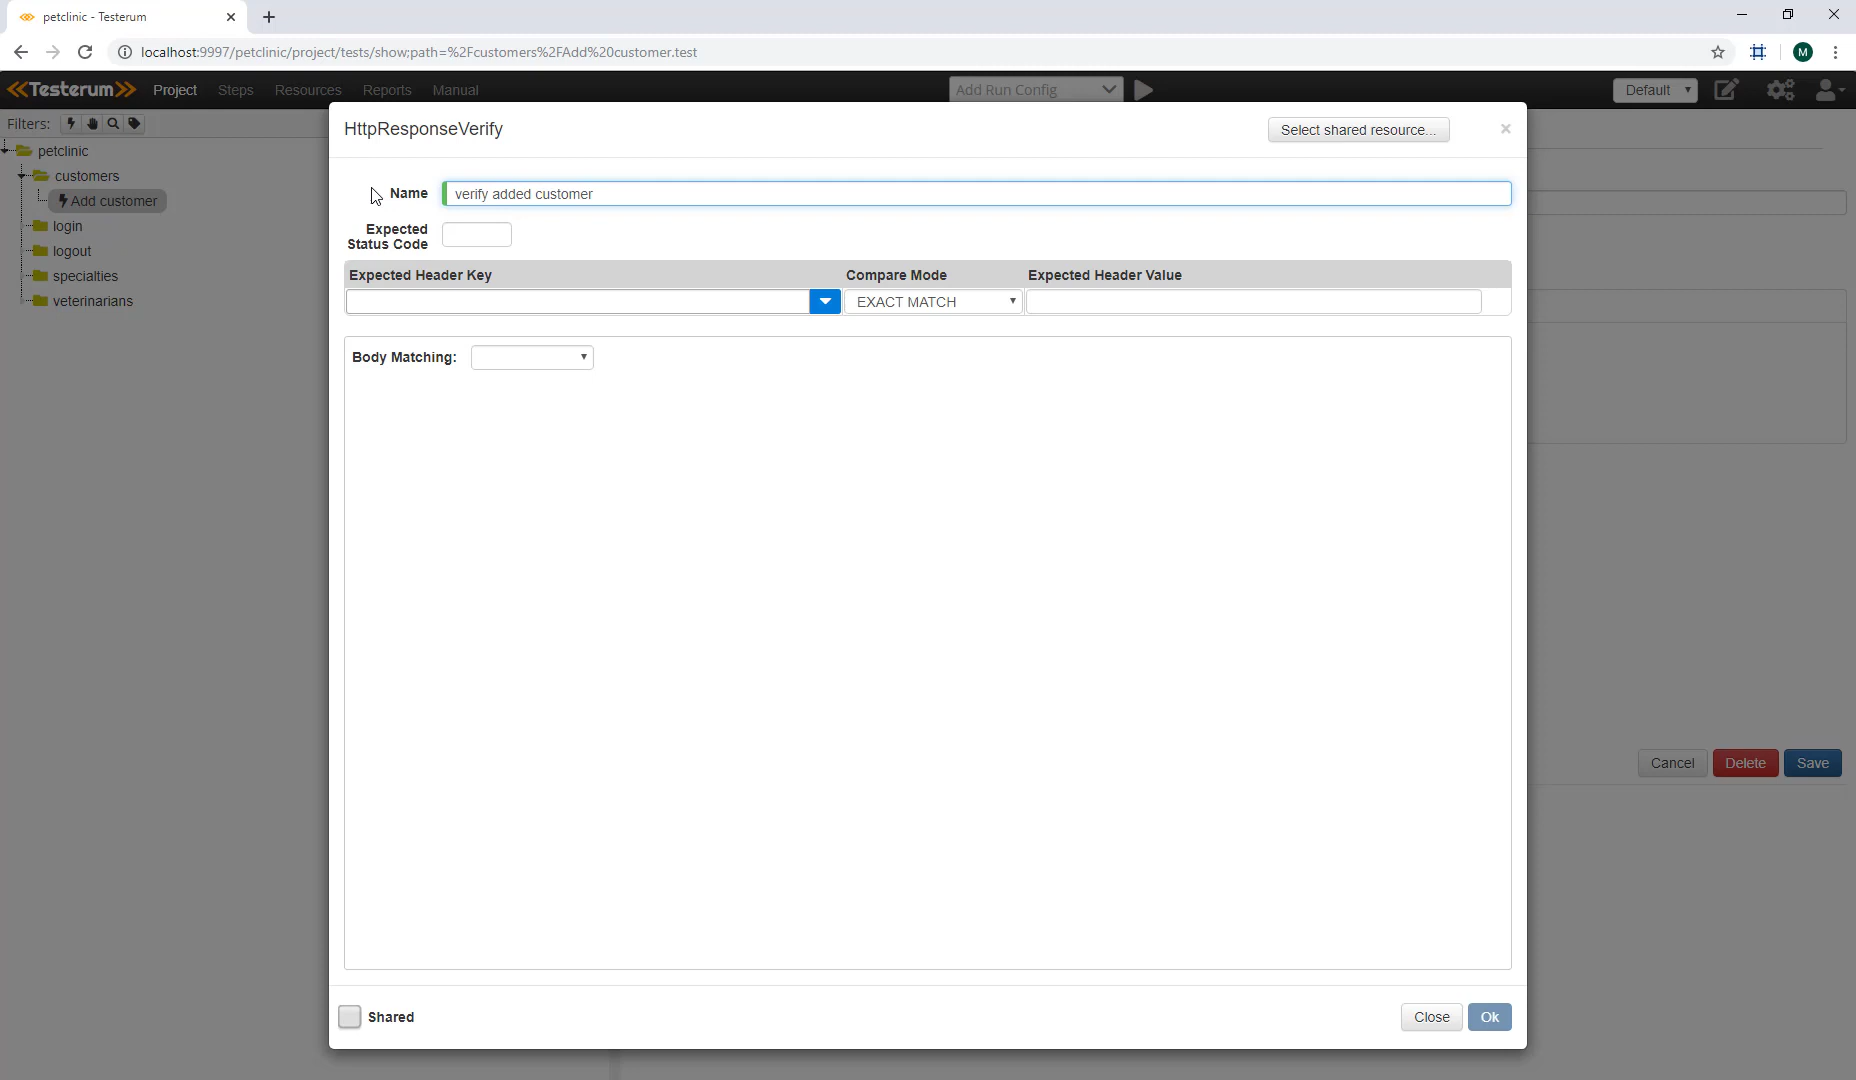 petclinic - Testerum
localhost:9997/petclinic/project/tests/show;path=%2Fcustomers%2FAdd%20customer.test
M
Testerum Project Steps Resources Reports Manual Add Run Config Default
Filters:
HttpResponseVerify Select shared resource...
petclinic
customers
Add customer
login
logout
specialties
veterinarians
Name verify added customer
Expected
Status Code
Expected Header Key Compare Mode Expected Header Value
EXACT MATCH
Body Matching:
Cancel Delete Save
Shared Close Ok